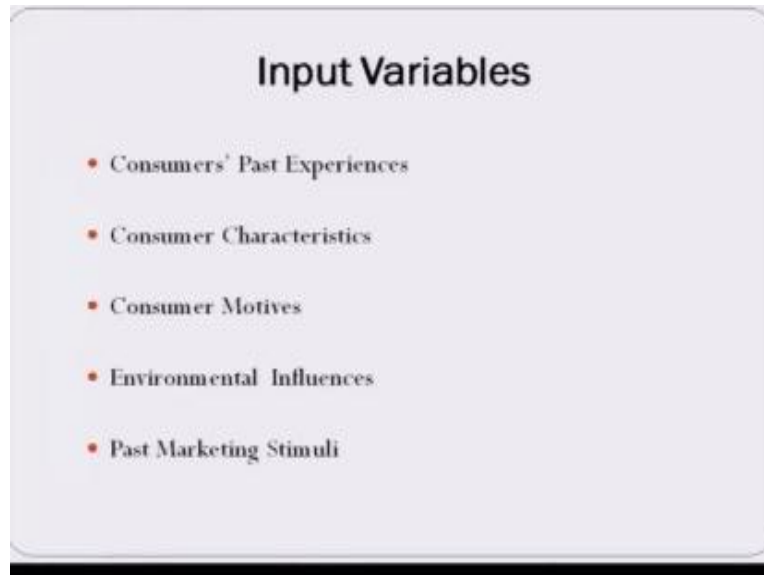 Input Variables
• Consumers' Past Experiences
• Consumer Characteristics
• Consumer Motives
• Environmental Influences
• Past Marketing Stimuli